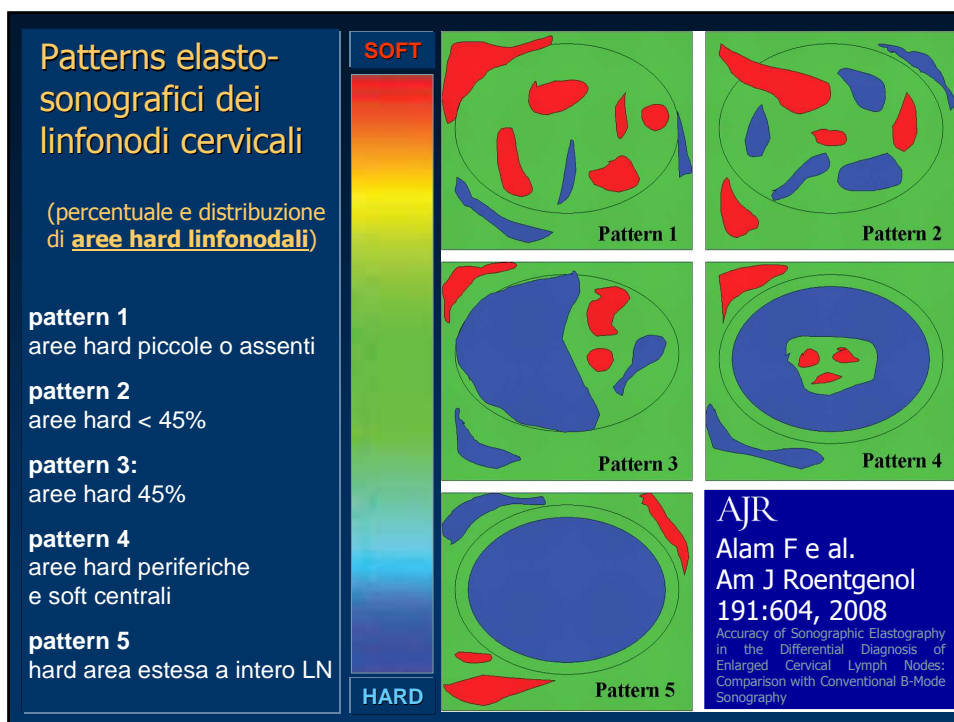 Patterns elasto-
sonografici dei
linfonodi cervicali
(percentuale e distribuzione
di aree hard linfonodali)
pattern 1
aree hard piccole o assenti
pattern 2
aree hard < 45%
pattern 3:
aree hard 45%
pattern 4
aree hard periferiche
e soft centrali
pattern 5
hard area estesa a intero LN
SOFT
HARD
Pattern 1
Pattern 2
Pattern 3
Pattern 4
Pattern 5
AJR
Alam F e al.
Am J Roentgenol
191:604, 2008
Accuracy of Sonographic Elastography
in the Differential Diagnosis of
Enlarged Cervical Lymph Nodes:
Comparison with Conventional B-Mode
Sonography